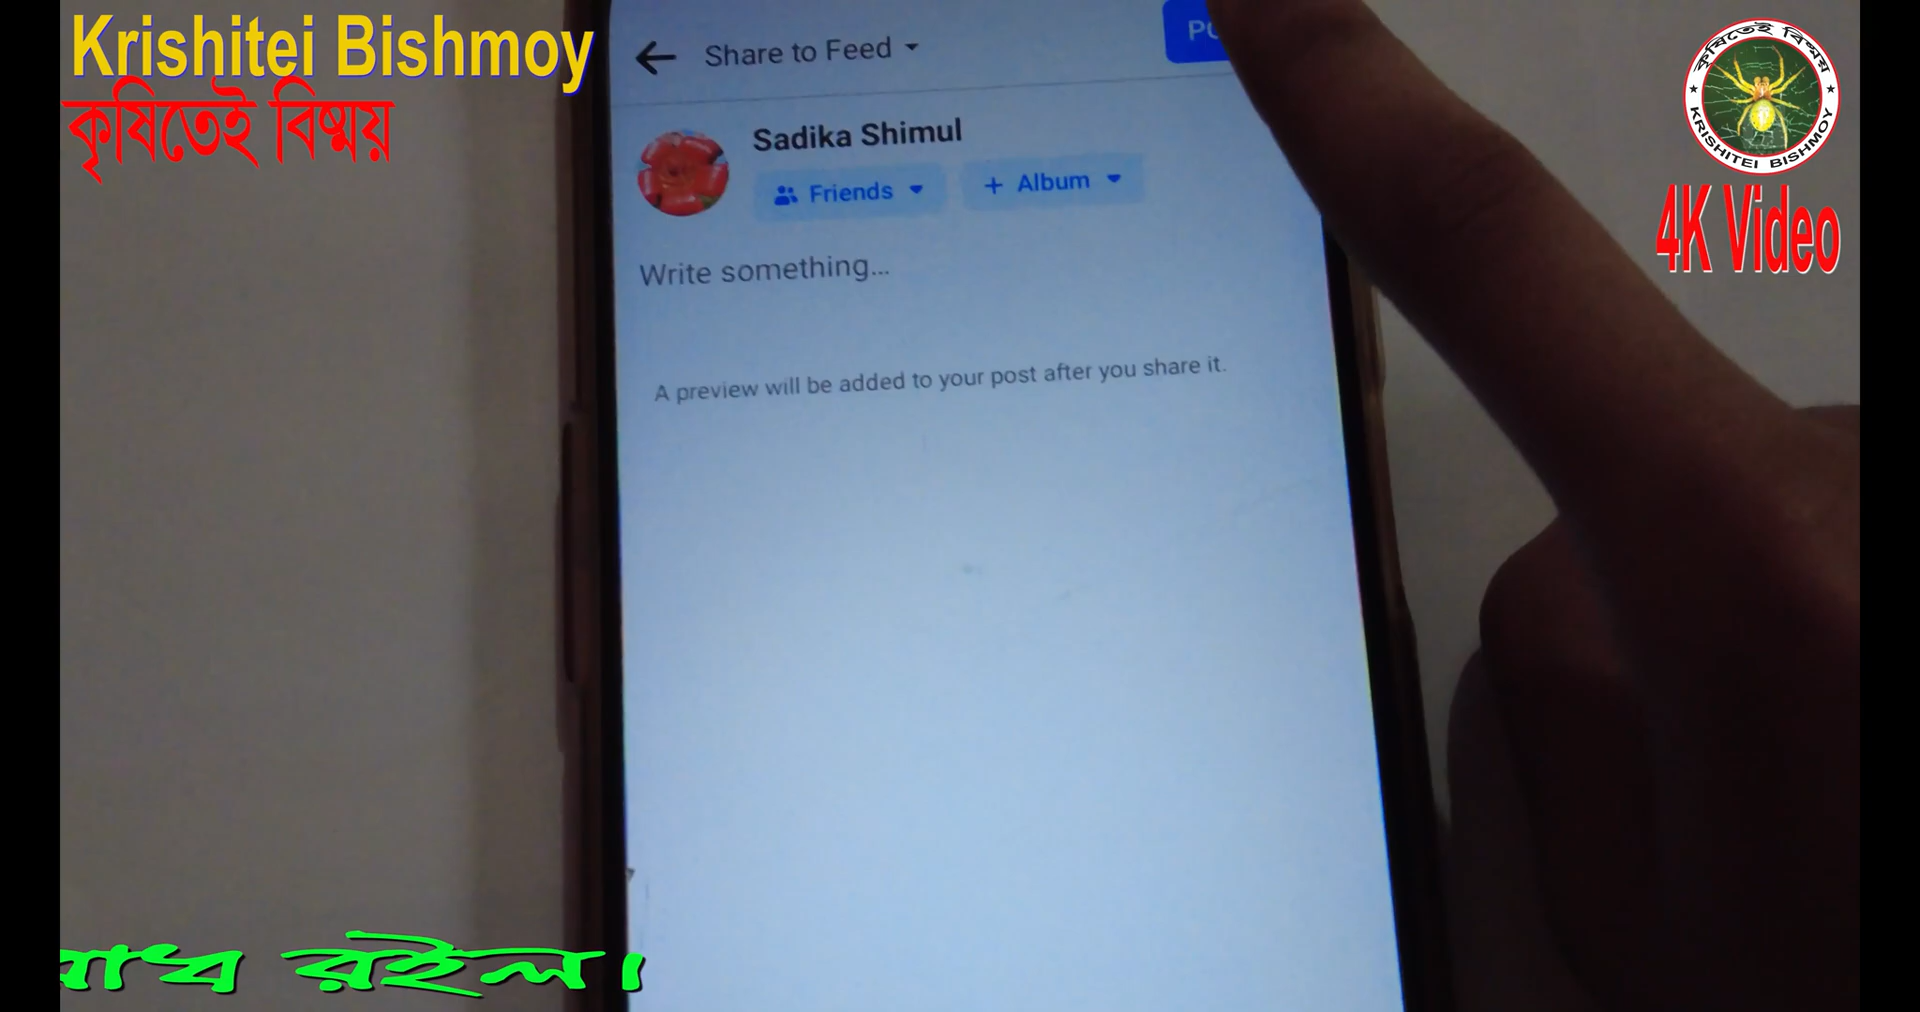 Krishitei Bishmoy
কৃষিতেই বিষ্ময়
Share to Feed
Sadika Shimul
Friends
+ Album
Write something...
A preview will be added to your post after you share it.
কৃষিতেই বিষ্ময়
KRISHITEI BISHMOY
4K Video
রইল।